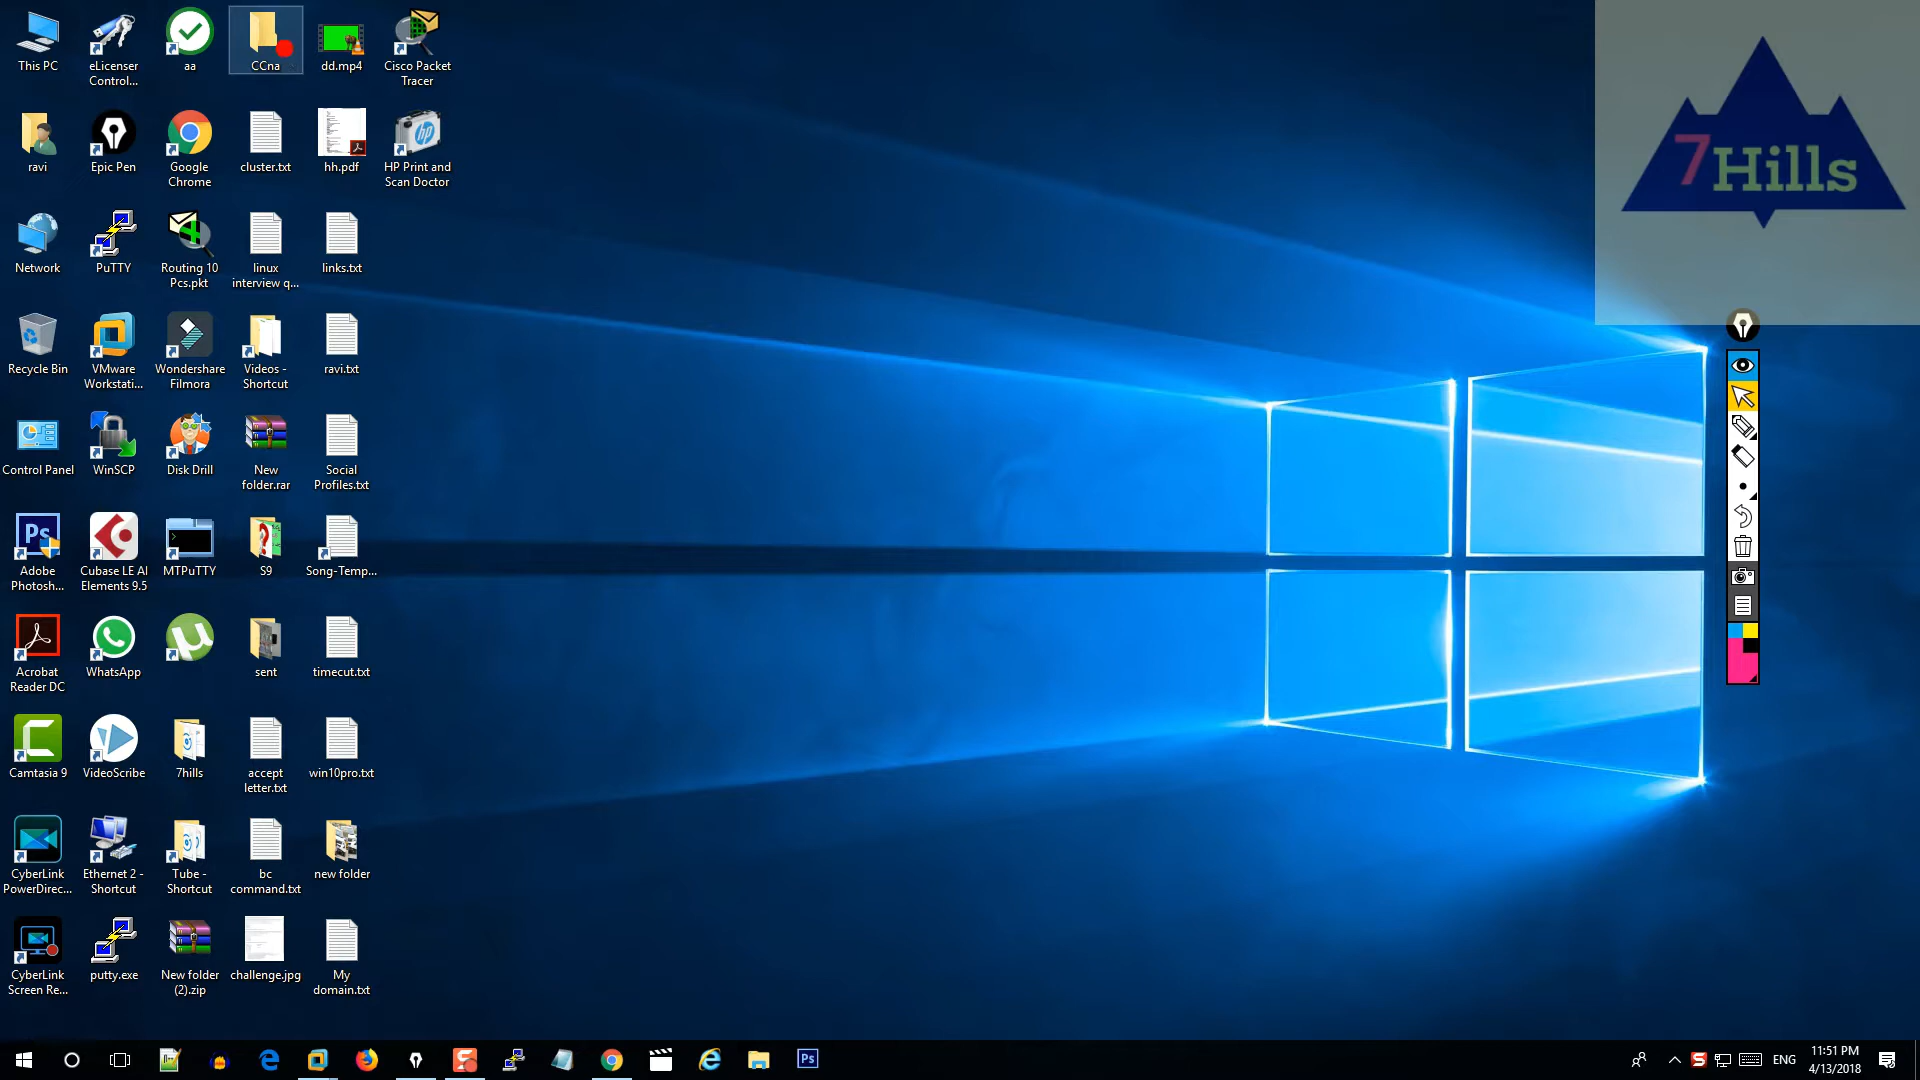 This PC
eLicenser
Control...
aa
CCna
dd.mp4
Cisco Packet
Tracer
ravi
Epic Pen
Google
Chrome
cluster.txt
hh.pdf
HP Print and
Scan Doctor
Network
PuTTY
Routing 10
Pcs.pkt
linux
interview q...
links.txt
Recycle Bin
VMware
Workstati...
Wondershare
Filmora
Videos -
Shortcut
ravi.txt
Control Panel
WinSCP
Disk Drill
New
folder.rar
Social
Profiles.txt
Adobe
Photosh...
Cubase LE AI
Elements 9.5
MTPuTTY
S9
Song-Temp...
Acrobat
Reader DC
WhatsApp
sent
timecut.txt
Camtasia 9
VideoScribe
7hills
accept
letter.txt
win10pro.txt
CyberLink
PowerDirec...
Ethernet 2 -
Shortcut
Tube -
Shortcut
bc
command.txt
new folder
CyberLink
Screen Re...
putty.exe
New folder
(2).zip
challenge.jpg
My
domain.txt
7Hills
Ps
hp
Ps
ENG
11:51 PM
4/13/2018